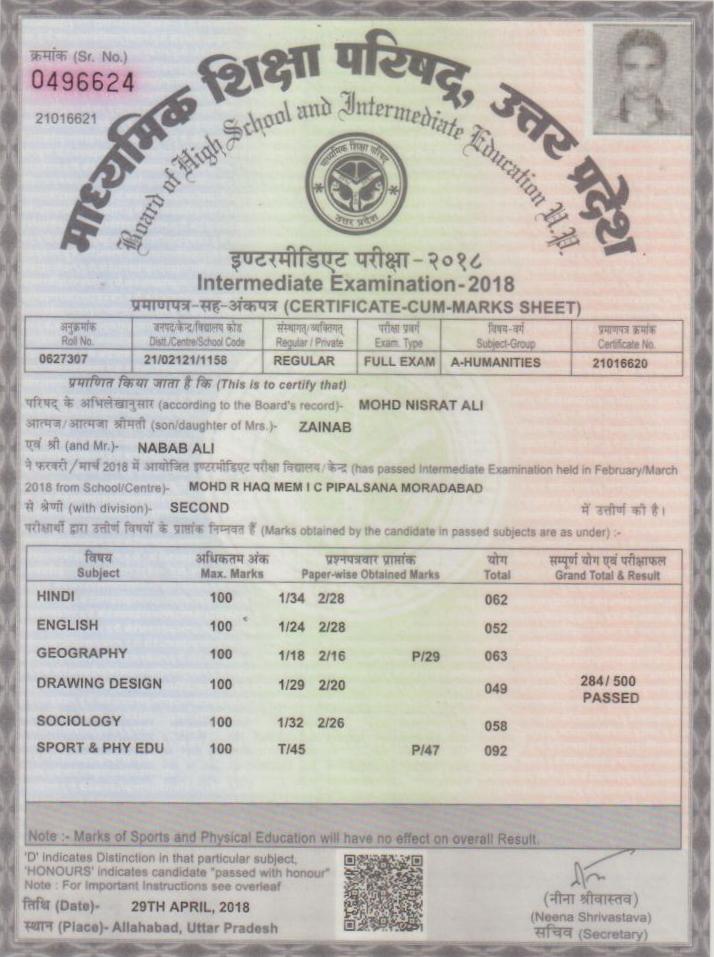 क्रमांक (Sr. No.)
0496624
21016621
माध्यमिक शिक्षा परिषद्, उत्तर प्रदेश
Board of High School and Intermediate Education U.P.
माध्यमिक शिक्षा परिषद्
उत्तर प्रदेश
इण्टरमीडिएट परीक्षा-२०१८
Intermediate Examination-2018
प्रमाणपत्र-सह-अंकपत्र (CERTIFICATE-CUM-MARKS SHEET)
अनुक्रमांक जनपद/केन्द्र/विद्यालय कोड संस्थागत/व्यक्तिगत् परीक्षा प्रवर्ग विषय-वर्ग प्रमाणपत्र क्रमांक
Roll No. Distt./Centre/School Code Regular / Private Exam. Type Subject-Group Certificate No.
0627307 21/02121/1158 REGULAR FULL EXAM A-HUMANITIES 21016620
प्रमाणित किया जाता है कि (This is to certify that)
परिषद् के अभिलेखानुसार (according to the Board's record)- MOHD NISRAT ALI
आत्मज/आत्मजा श्रीमती (son/daughter of Mrs.)- ZAINAB
एवं श्री (and Mr.)- NABAB ALI
ने फरवरी/मार्च 2018 में आयोजित इण्टरमीडिएट परीक्षा विद्यालय/केन्द्र (has passed Intermediate Examination held in February/March
2018 from School/Centre)- MOHD R HAQ MEM I C PIPALSANA MORADABAD
से श्रेणी (with division)- SECOND में उत्तीर्ण की है।
परीक्षार्थी द्वारा उत्तीर्ण विषयों के प्राप्तांक निम्नवत हैं (Marks obtained by the candidate in passed subjects are as under) :-
विषय अधिकतम अंक प्रश्नपत्रवार प्राप्तांक योग सम्पूर्ण योग एवं परीक्षाफल
Subject Max. Marks Paper-wise Obtained Marks Total Grand Total & Result
HINDI 100 1/34 2/28 062
ENGLISH 100 1/24 2/28 052
GEOGRAPHY 100 1/18 2/16 P/29 063
DRAWING DESIGN 100 1/29 2/20 049 284/ 500
PASSED
SOCIOLOGY 100 1/32 2/26 058
SPORT & PHY EDU 100 T/45 P/47 092
Note :- Marks of Sports and Physical Education will have no effect on overall Result.
'D' indicates Distinction in that particular subject,
'HONOURS' indicates candidate "passed with honour"
Note : For Important Instructions see overleaf
तिथि (Date)- 29TH APRIL, 2018
स्थान (Place)- Allahabad, Uttar Pradesh
(नीना श्रीवास्तव)
(Neena Shrivastava)
सचिव (Secretary)